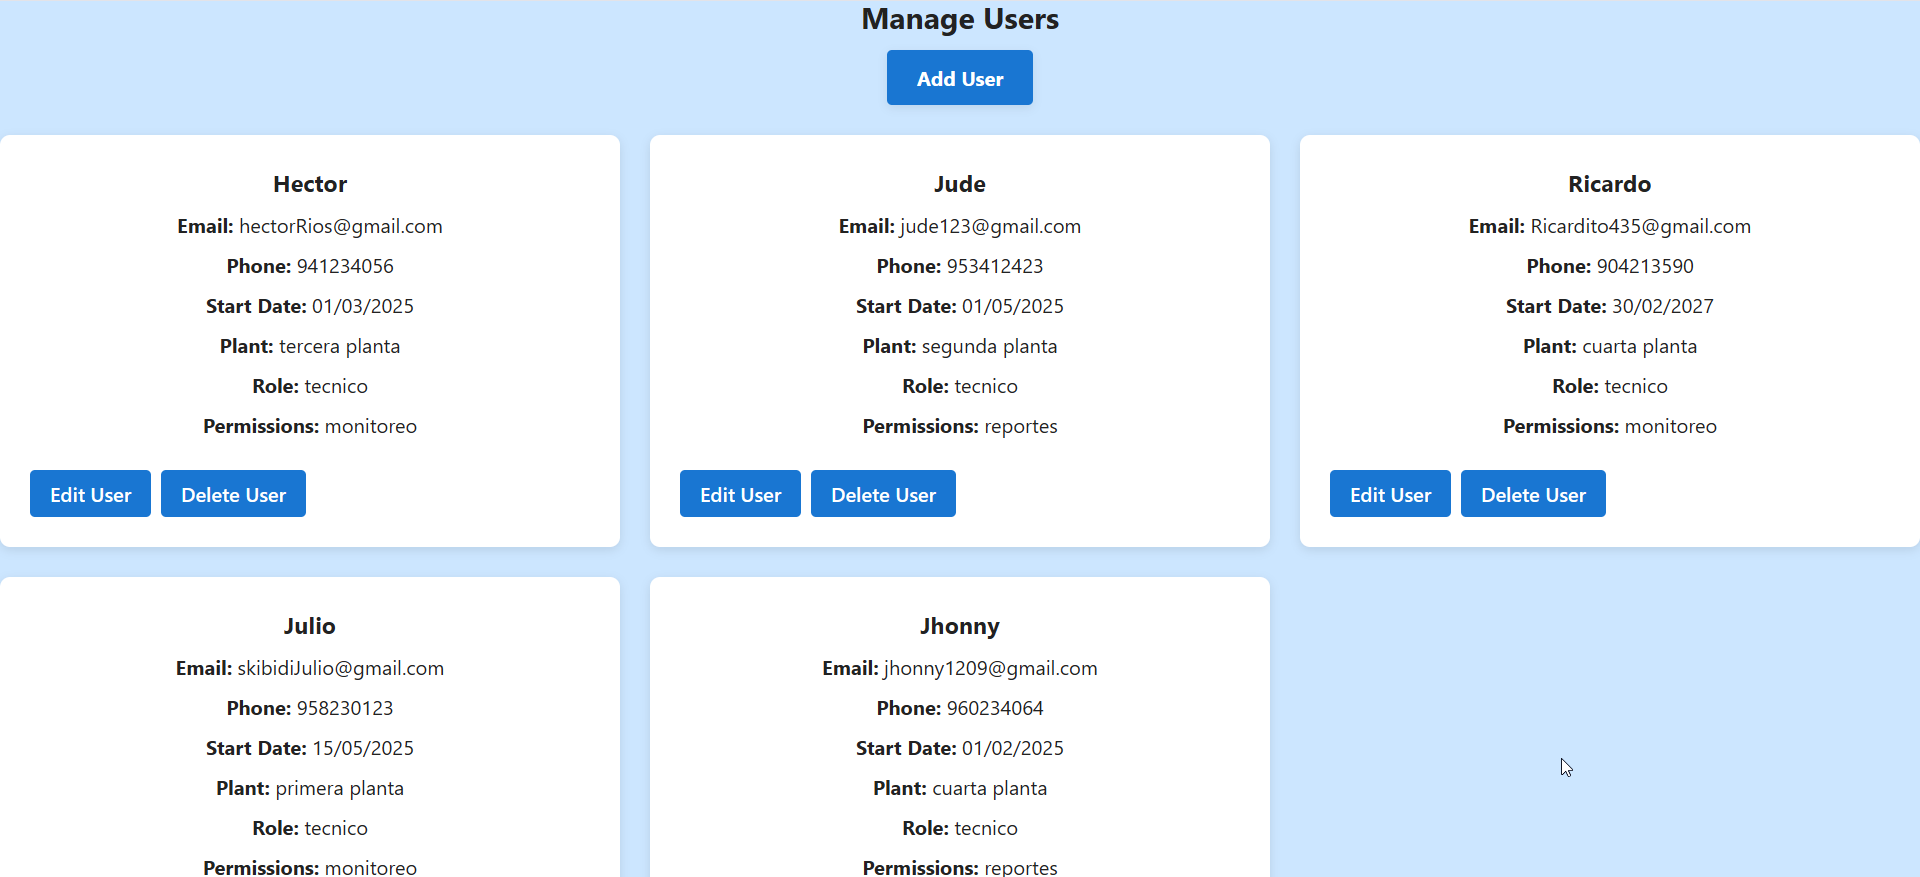 Manage Users
Add User
Hector
Email: hectorRios@gmail.com
Phone: 941234056
Start Date: 01/03/2025
Plant: tercera planta
Role: tecnico
Permissions: monitoreo
Edit User
Delete User
Jude
Email: jude123@gmail.com
Phone: 953412423
Start Date: 01/05/2025
Plant: segunda planta
Role: tecnico
Permissions: reportes
Edit User
Delete User
Ricardo
Email: Ricardito435@gmail.com
Phone: 904213590
Start Date: 30/02/2027
Plant: cuarta planta
Role: tecnico
Permissions: monitoreo
Edit User
Delete User
Julio
Email: skibidiJulio@gmail.com
Phone: 958230123
Start Date: 15/05/2025
Plant: primera planta
Role: tecnico
Permissions: monitoreo
Jhonny
Email: jhonny1209@gmail.com
Phone: 960234064
Start Date: 01/02/2025
Plant: cuarta planta
Role: tecnico
Permissions: reportes